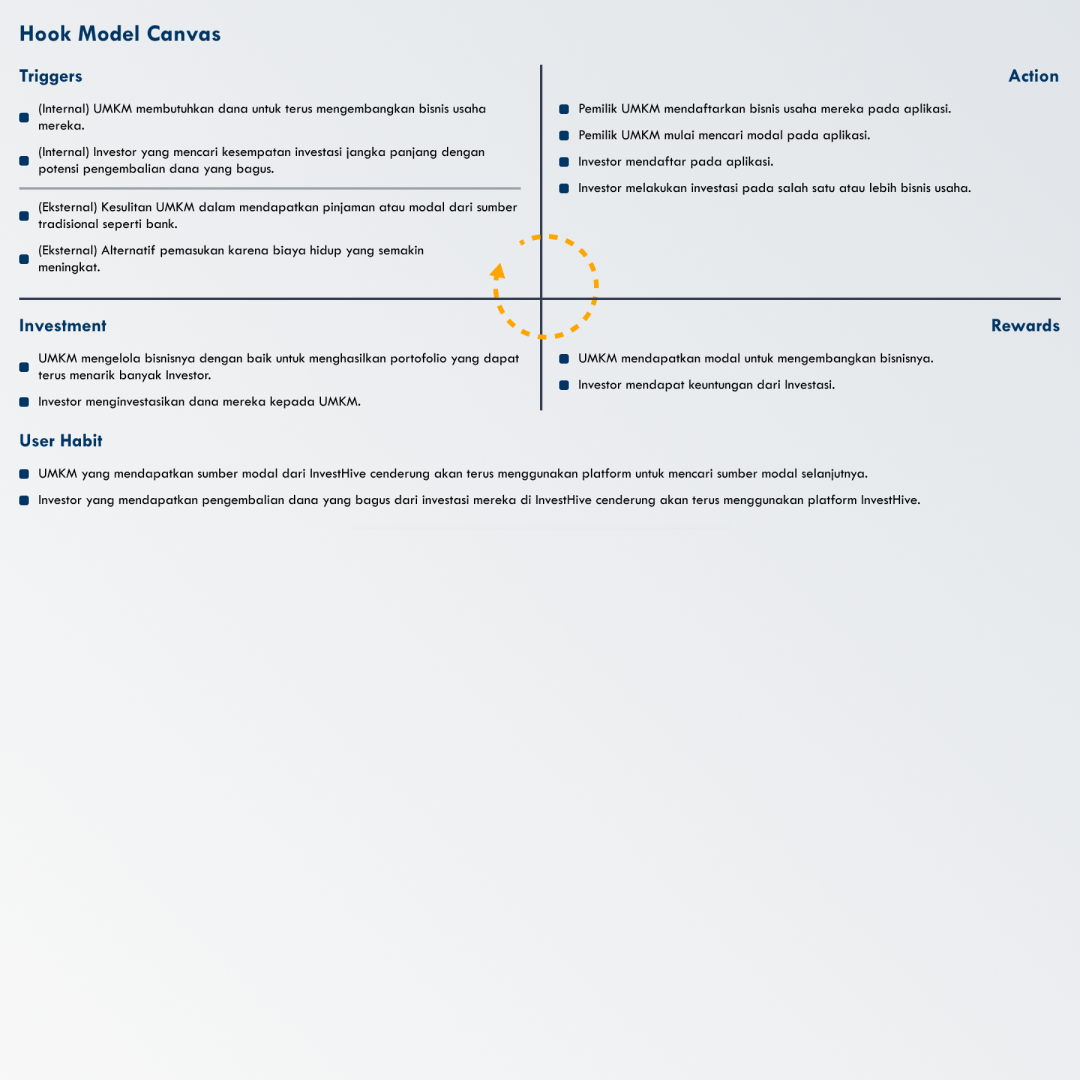 Hook Model Canvas
Triggers
(Internal) UMKM membutuhkan dana untuk terus mengembangkan bisnis usaha
mereka.
(Internal) Investor yang mencari kesempatan investasi jangka panjang dengan
potensi pengembalian dana yang bagus.
(Eksternal) Kesulitan UMKM dalam mendapatkan pinjaman atau modal dari sumber
tradisional seperti bank.
(Eksternal) Alternatif pemasukan karena biaya hidup yang semakin
meningkat.
Action
Pemilik UMKM mendaftarkan bisnis usaha mereka pada aplikasi.
Pemilik UMKM mulai mencari modal pada aplikasi.
Investor mendaftar pada aplikasi.
Investor melakukan investasi pada salah satu atau lebih bisnis usaha.
Investment
UMKM mengelola bisnisnya dengan baik untuk menghasilkan portofolio yang dapat
terus menarik banyak Investor.
Investor menginvestasikan dana mereka kepada UMKM.
Rewards
UMKM mendapatkan modal untuk mengembangkan bisnisnya.
Investor mendapat keuntungan dari Investasi.
User Habit
UMKM yang mendapatkan sumber modal dari InvestHive cenderung akan terus menggunakan platform untuk mencari sumber modal selanjutnya.
Investor yang mendapatkan pengembalian dana yang bagus dari investasi mereka di InvestHive cenderung akan terus menggunakan platform InvestHive.